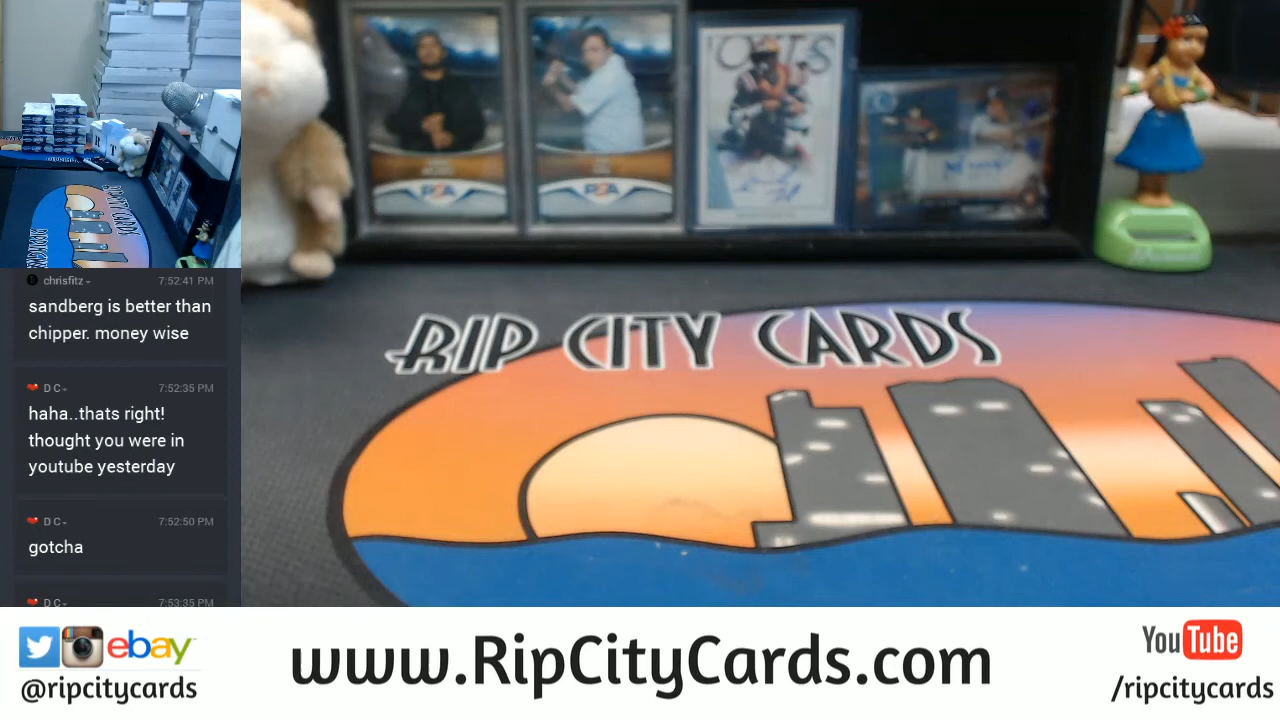 chrisfitz
7:52:41 PM
sandberg is better than
chipper. money wise
D C
7:52:35 PM
haha..thats right!
thought you were in
youtube yesterday
D C
7:52:50 PM
gotcha
D C
7:53:35 PM
RIP CITY CARDS
ebay
@ripcitycards
www.RipCityCards.com
YouTube
/ripcitycards